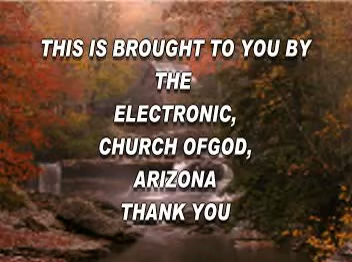 THIS IS BROUGHT TO YOU BY
THE
ELECTRONIC,
CHURCH OFGOD,
ARIZONA
THANK YOU